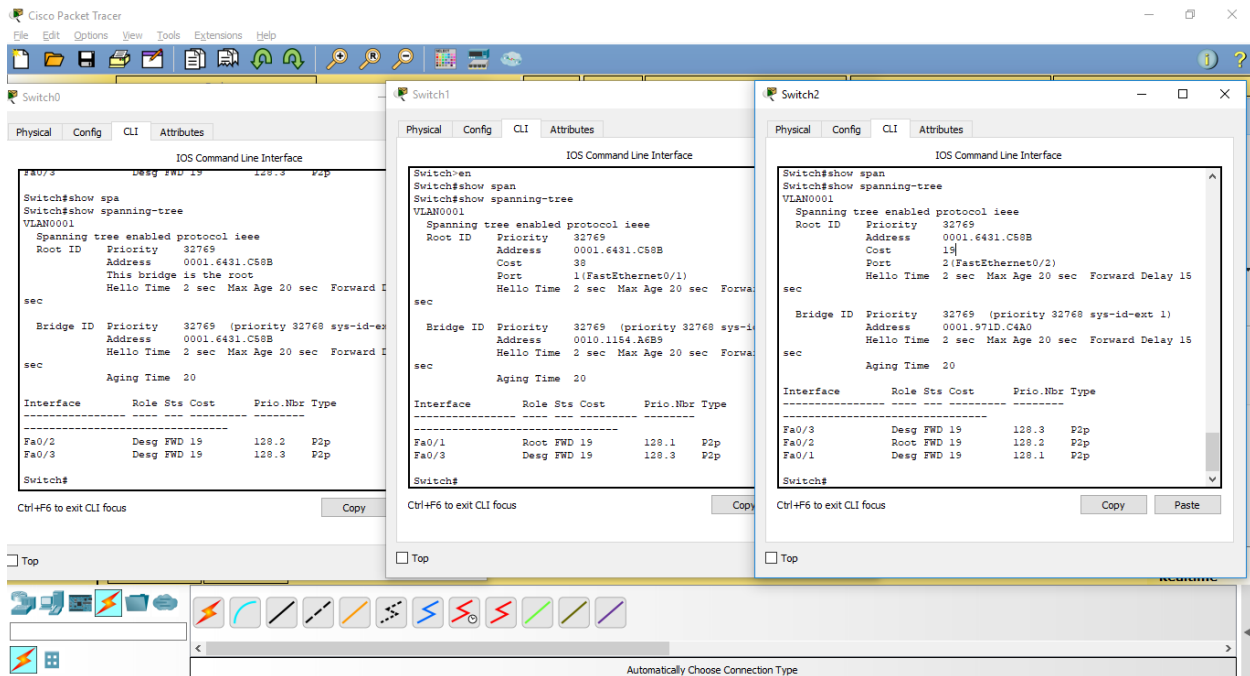 Cisco Packet Tracer
File Edit Options View Tools Extensions Help
Switch0
Physical Config CLI Attributes
IOS Command Line Interface
Fa0/3 Desg FWD 19 128.3 P2p
Switch#show spa
Switch#show spanning-tree
VLAN0001
Spanning tree enabled protocol ieee
Root ID Priority 32769
Address 0001.6431.C58B
This bridge is the root
Hello Time 2 sec Max Age 20 sec Forward D
sec
Bridge ID Priority 32769 (priority 32768 sys-id-ex
Address 0001.6431.C58B
Hello Time 2 sec Max Age 20 sec Forward D
sec
Aging Time 20
Interface Role Sts Cost Prio.Nbr Type
---------------- ---- --- --------- --------
--------------------------------
Fa0/2 Desg FWD 19 128.2 P2p
Fa0/3 Desg FWD 19 128.3 P2p
Switch#
Ctrl+F6 to exit CLI focus
Copy
Top
Switch1
Physical Config CLI Attributes
IOS Command Line Interface
Switch>en
Switch#show span
Switch#show spanning-tree
VLAN0001
Spanning tree enabled protocol ieee
Root ID Priority 32769
Address 0001.6431.C58B
Cost 38
Port 1(FastEthernet0/1)
Hello Time 2 sec Max Age 20 sec Forwa
sec
Bridge ID Priority 32769 (priority 32768 sys-i
Address 0010.1154.A6B9
Hello Time 2 sec Max Age 20 sec Forwa
sec
Aging Time 20
Interface Role Sts Cost Prio.Nbr Type
---------------- ---- --- --------- --------
--------------------------------
Fa0/1 Root FWD 19 128.1 P2p
Fa0/3 Desg FWD 19 128.3 P2p
Switch#
Ctrl+F6 to exit CLI focus
Copy
Top
Switch2
Physical Config CLI Attributes
IOS Command Line Interface
Switch#show span
Switch#show spanning-tree
VLAN0001
Spanning tree enabled protocol ieee
Root ID Priority 32769
Address 0001.6431.C58B
Cost 19
Port 2(FastEthernet0/2)
Hello Time 2 sec Max Age 20 sec Forward Delay 15
sec
Bridge ID Priority 32769 (priority 32768 sys-id-ext 1)
Address 0001.971D.C4A0
Hello Time 2 sec Max Age 20 sec Forward Delay 15
sec
Aging Time 20
Interface Role Sts Cost Prio.Nbr Type
---------------- ---- --- --------- --------
--------------------------------
Fa0/3 Desg FWD 19 128.3 P2p
Fa0/2 Root FWD 19 128.2 P2p
Fa0/1 Desg FWD 19 128.1 P2p
Switch#
Ctrl+F6 to exit CLI focus
Copy Paste
Top
Realtime
Automatically Choose Connection Type